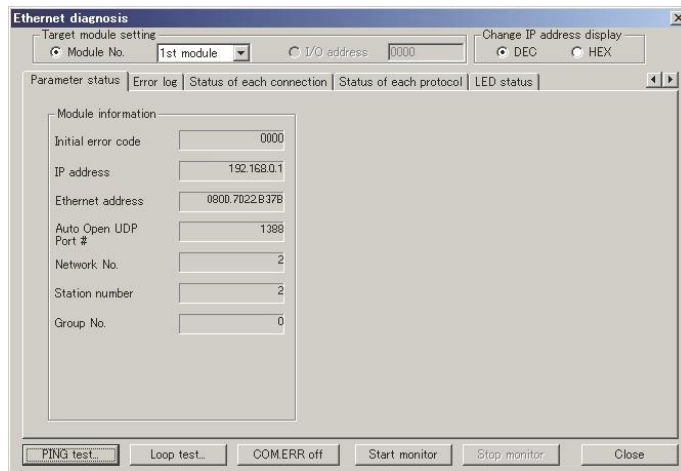 Ethernet diagnosis
Target module setting
Module No.
1st module
I/O address
0000
Change IP address display
DEC
HEX
Parameter status
Error log
Status of each connection
Status of each protocol
LED status
Module information
Initial error code
0000
IP address
192.168.0.1
Ethernet address
0800.7022.B37B
Auto Open UDP
Port #
1388
Network No.
2
Station number
2
Group No.
0
PING test...
Loop test...
COM.ERR off
Start monitor
Stop monitor
Close